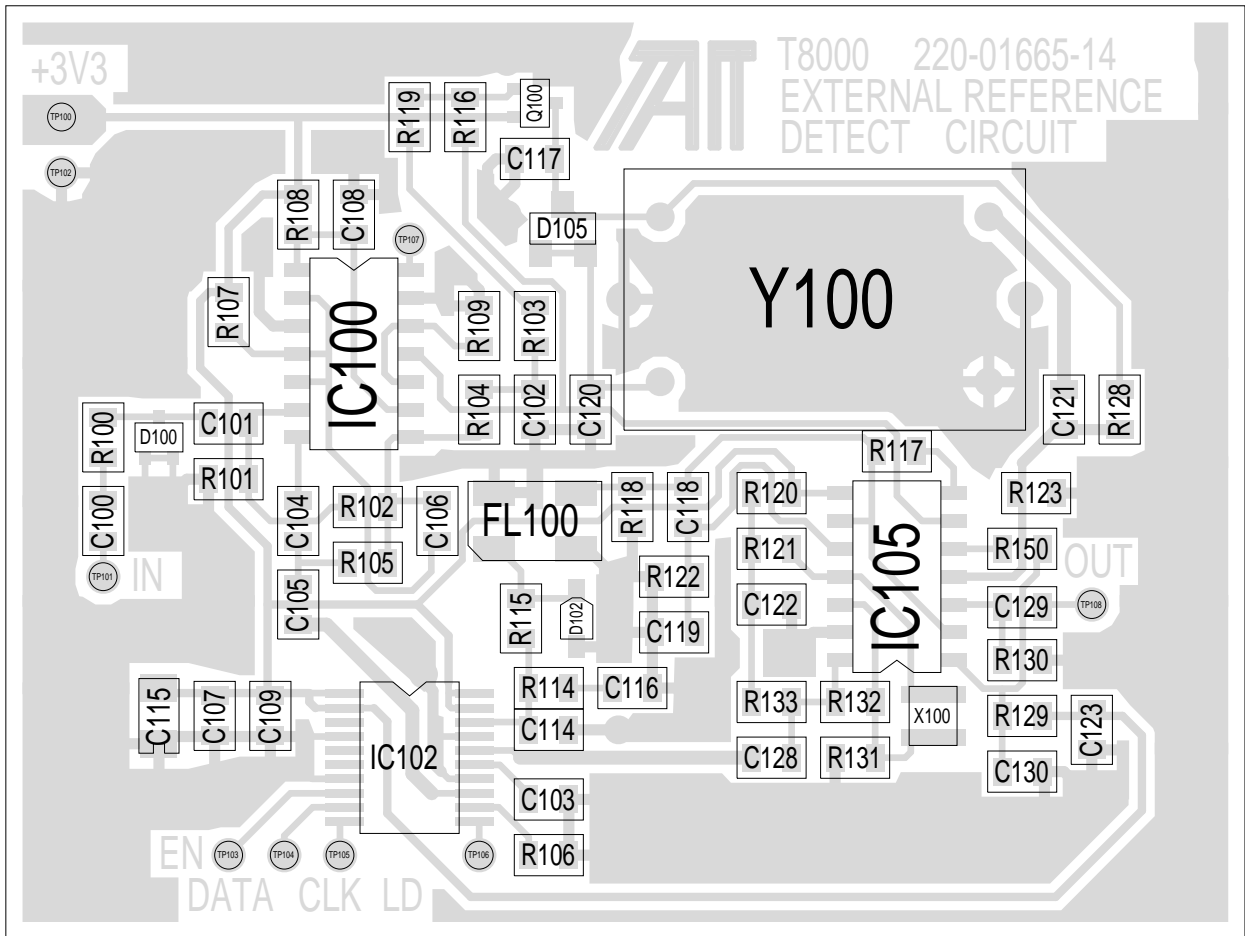 TAIT T8000 220-01665-14
+3V3 EXTERNAL REFERENCE
DETECT CIRCUIT
TP100
R119 R116 Q100
TP102
C117
R108 C108 D105
TP107
R107 IC100 R109 R103 Y100
R104 C102 C120 C121 R128
R100 D100 C101
R117
R101
C100 C104 R102 C106 FL100 R118 C118 R120 R123
R105 R121 IC105 R150
TP101 IN R122 OUT
C105 R115 D102 C122 C129 TP108
C119
R130
R114 C116
C115 C107 C109 R133 R132 X100 R129 C123
C114
IC102 C128 R131
C130
C103
EN TP103 TP104 TP105 TP106 R106
DATA CLK LD